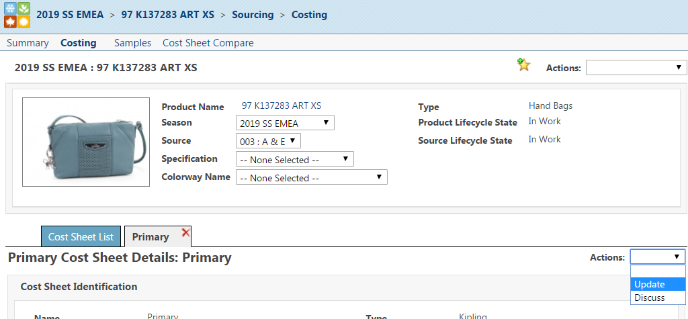 2019 SS EMEA > 97 K137283 ART XS > Sourcing > Costing
Summary Costing Samples Cost Sheet Compare
2019 SS EMEA : 97 K137283 ART XS Actions:
Product Name 97 K137283 ART XS Type Hand Bags
Season 2019 SS EMEA Product Lifecycle State In Work
Source 003 : A & E Source Lifecycle State In Work
Specification -- None Selected --
Colorway Name -- None Selected --
Cost Sheet List Primary
Primary Cost Sheet Details: Primary Actions:
Update
Cost Sheet Identification
Discuss
Name Primary Type Kipling